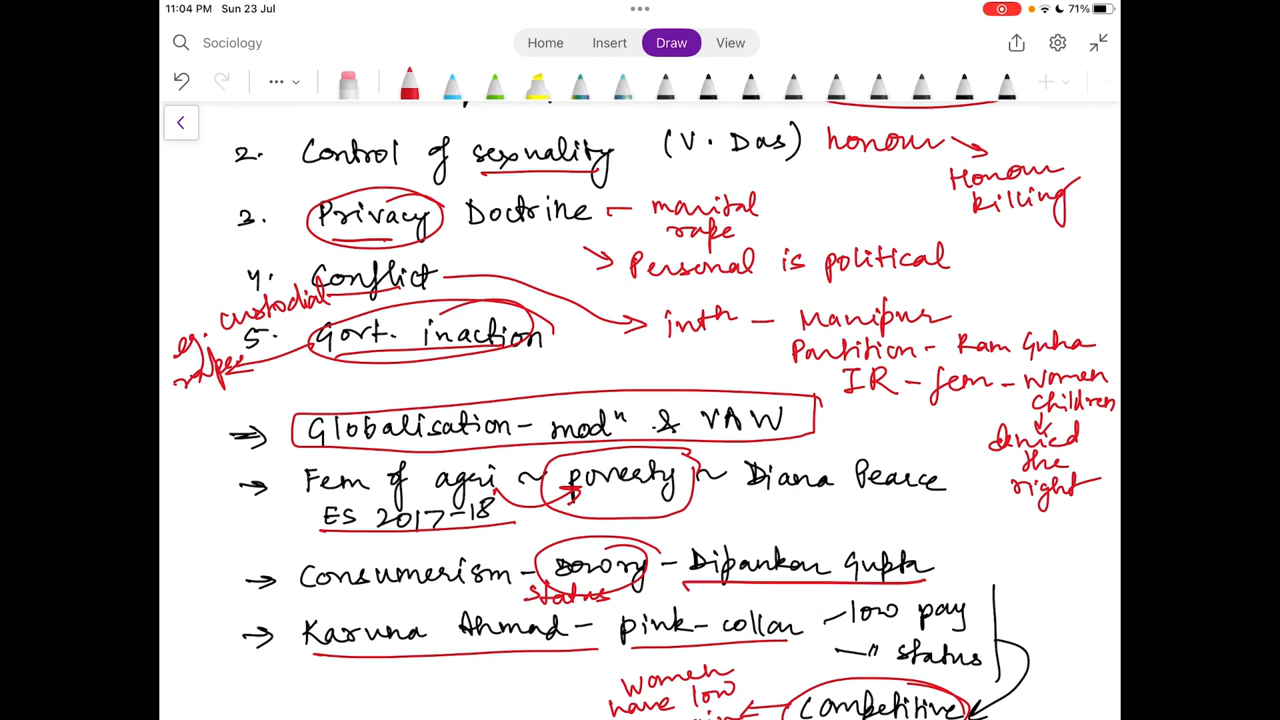 11:04 PM Sun 23 Jul 71%
Sociology Home Insert Draw View
2. Control of sexuality (V. Das) honour
Honour
killing
3. Privacy Doctrine - marital
rape
Personal is political
4. Conflict
eg. custodial
rapes
5. Govt. inaction
intn - Manipur
Partition - Ram Guha
IR - fem - women
children
denied
the
right
Globalisation - modn & VAW
Fem of agri ~ poverty ~ Diana Pearce
ES 2017-18
Consumerism - dowry - Dipankar Gupta
status
Karuna Ahmad - pink-collar - low pay
- " status
women
have low
Competitive